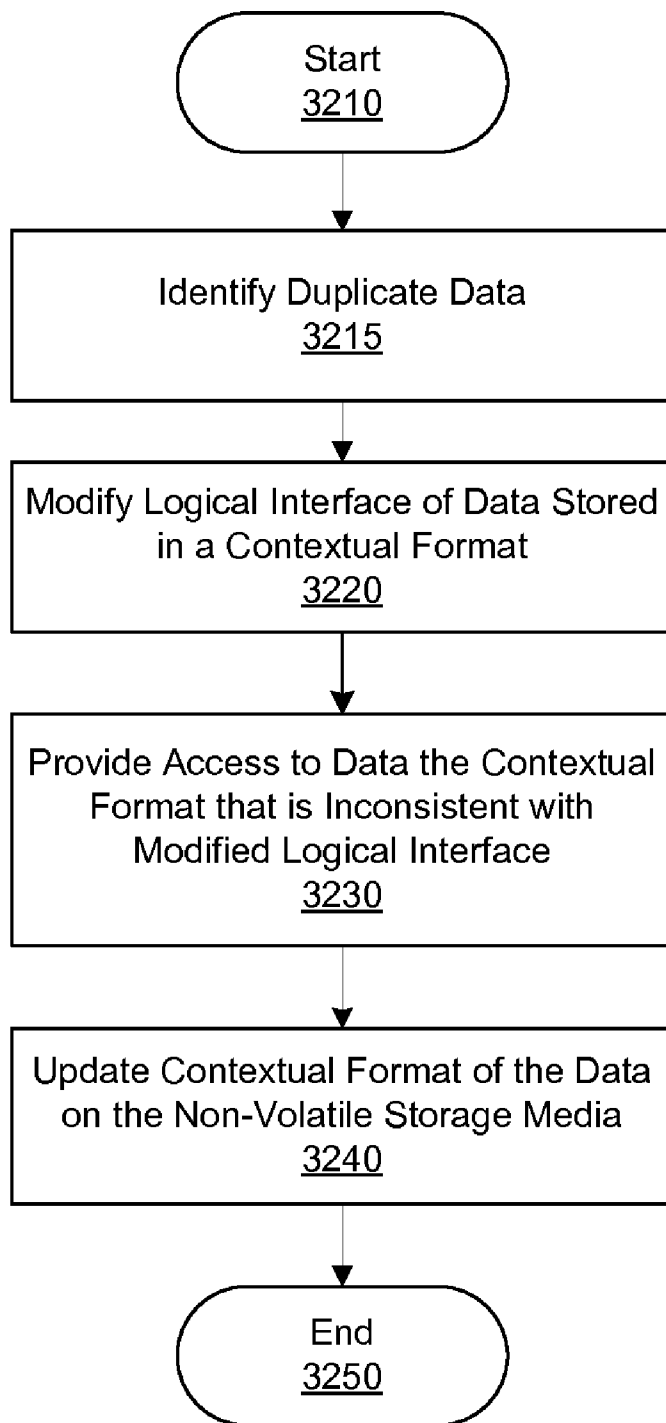 Start
3210
Identify Duplicate Data
3215
Modify Logical Interface of Data Stored
in a Contextual Format
3220
Provide Access to Data the Contextual
Format that is Inconsistent with
Modified Logical Interface
3230
Update Contextual Format of the Data
on the Non-Volatile Storage Media
3240
End
3250